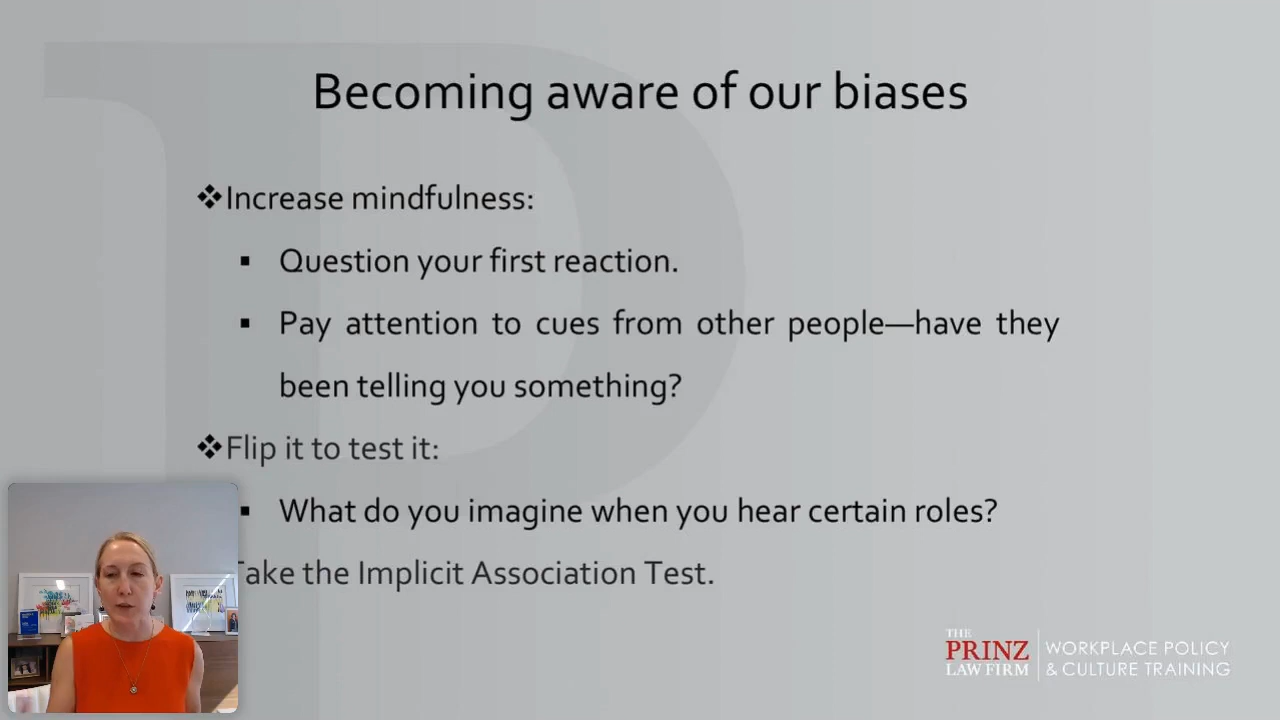 Becoming aware of our biases
❖Increase mindfulness:
▪ Question your first reaction.
▪ Pay attention to cues from other people—have they
been telling you something?
❖Flip it to test it:
▪ What do you imagine when you hear certain roles?
Take the Implicit Association Test.
THE
PRINZ
LAW FIRM
WORKPLACE POLICY
& CULTURE TRAINING